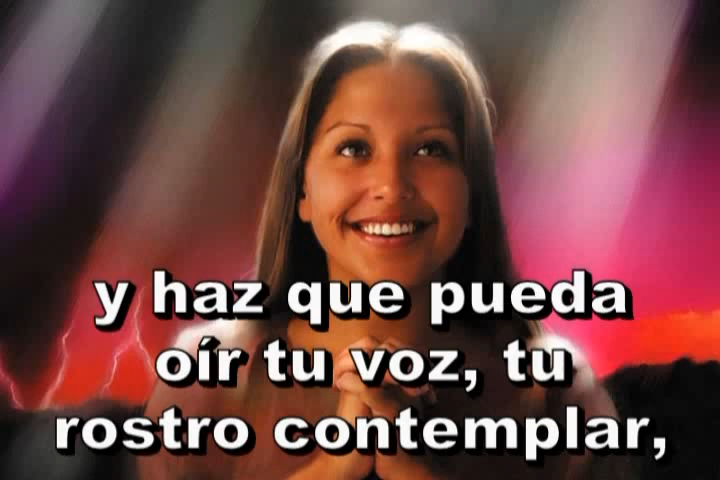 y haz que pueda
oír tu voz, tu
rostro contemplar,